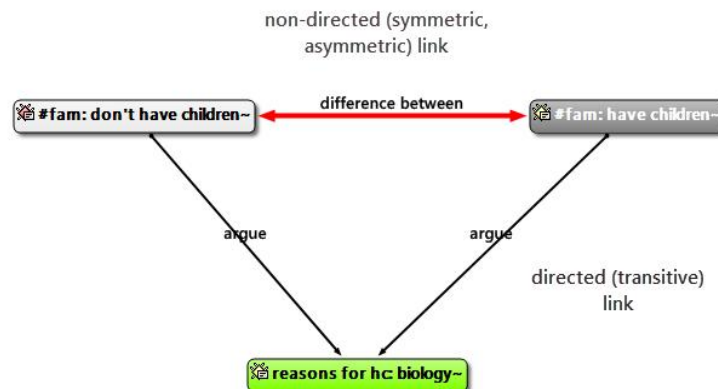 non-directed (symmetric,
asymmetric) link
#fam: don't have children~
difference between
#fam: have children~
argue
argue
directed (transitive)
link
reasons for hc: biology~